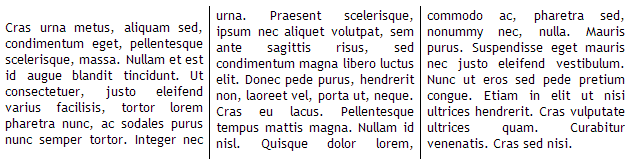 Cras urna metus, aliquam sed,
condimentum eget, pellentesque
scelerisque, massa. Nullam et est
id augue blandit tincidunt. Ut
consectetuer, justo eleifend
varius facilisis, tortor lorem
pharetra nunc, ac sodales purus
nunc semper tortor. Integer nec
urna. Praesent scelerisque,
ipsum nec aliquet volutpat, sem
ante sagittis risus, sed
condimentum magna libero luctus
elit. Donec pede purus, hendrerit
non, laoreet vel, porta ut, neque.
Cras eu lacus. Pellentesque
tempus mattis magna. Nullam id
nisl. Quisque dolor lorem,
commodo ac, pharetra sed,
nonummy nec, nulla. Mauris
purus. Suspendisse eget mauris
nec justo eleifend vestibulum.
Nunc ut eros sed pede pretium
congue. Etiam in elit ut nisi
ultrices hendrerit. Cras vulputate
ultrices quam. Curabitur
venenatis. Cras sed nisi.